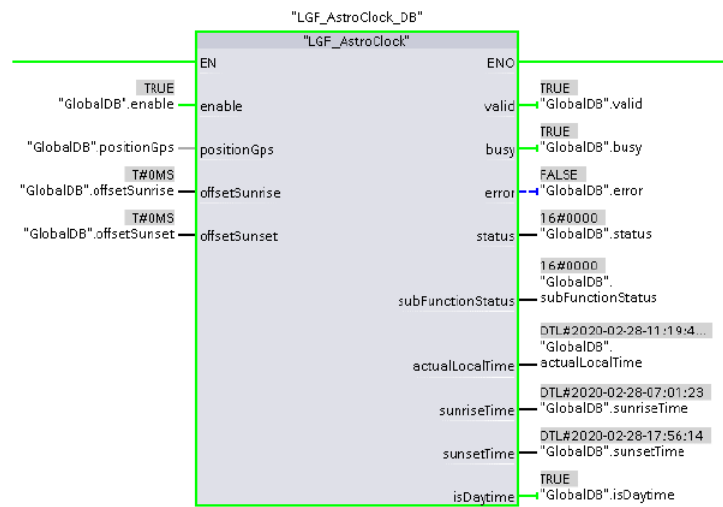 "LGF_AstroClock_DB"
"LGF_AstroClock"
EN ENO
TRUE TRUE
"GlobalDB".enable enable valid "GlobalDB".valid
TRUE
"GlobalDB".positionGps positionGps busy "GlobalDB".busy
T#0MS FALSE
"GlobalDB".offsetSunrise offsetSunrise error "GlobalDB".error
T#0MS 16#0000
"GlobalDB".offsetSunset offsetSunset status "GlobalDB".status
16#0000
"GlobalDB".
subFunctionStatus subFunctionStatus
DTL#2020-02-28-11:19:4...
"GlobalDB".
actualLocalTime actualLocalTime
DTL#2020-02-28-07:01:23
sunriseTime "GlobalDB".sunriseTime
DTL#2020-02-28-17:56:14
sunsetTime "GlobalDB".sunsetTime
TRUE
isDaytime "GlobalDB".isDaytime